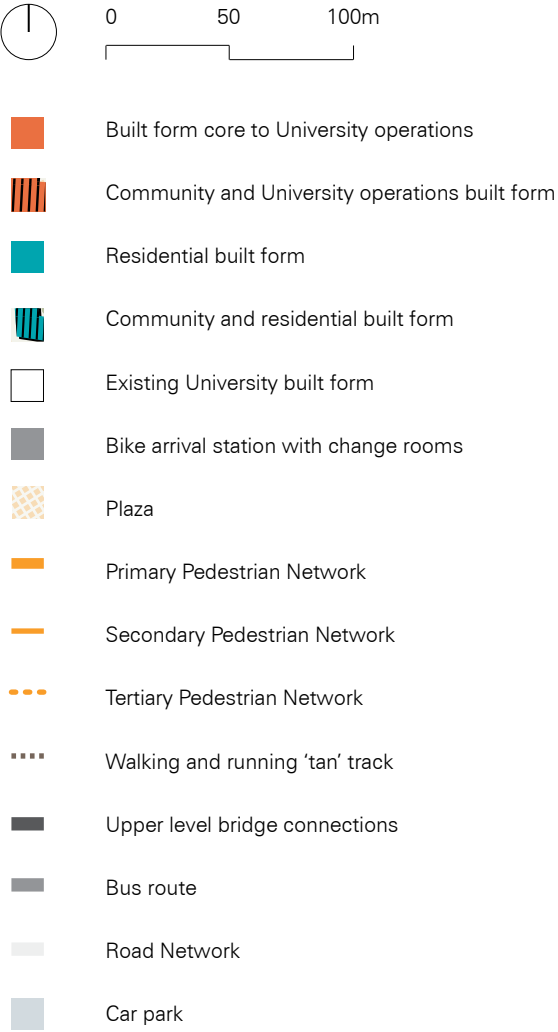 0 50 100m
Built form core to University operations
Community and University operations built form
Residential built form
Community and residential built form
Existing University built form
Bike arrival station with change rooms
Plaza
Primary Pedestrian Network
Secondary Pedestrian Network
Tertiary Pedestrian Network
Walking and running ‘tan’ track
Upper level bridge connections
Bus route
Road Network
Car park